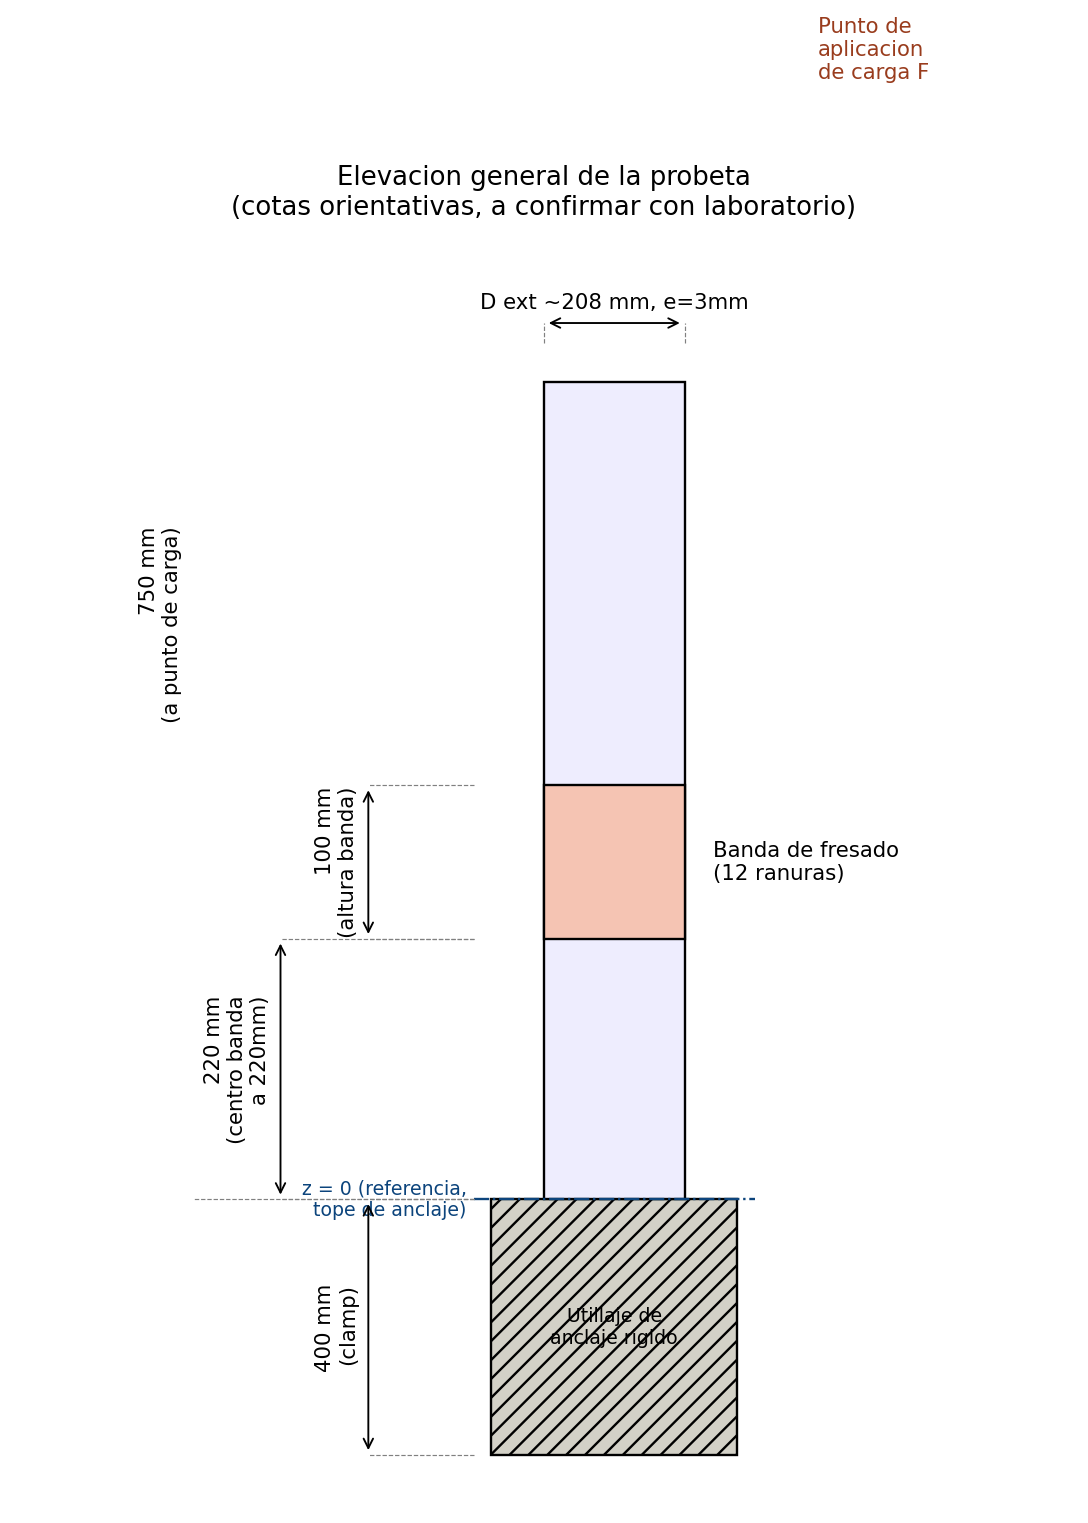 Punto de
aplicacion
de carga F
Elevacion general de la probeta
(cotas orientativas, a confirmar con laboratorio)
D ext ~208 mm, e=3mm
750 mm
(a punto de carga)
100 mm
(altura banda)
Banda de fresado
(12 ranuras)
220 mm
(centro banda
a 220mm)
z = 0 (referencia,
tope de anclaje)
400 mm
(clamp)
Utillaje de
anclaje rigido